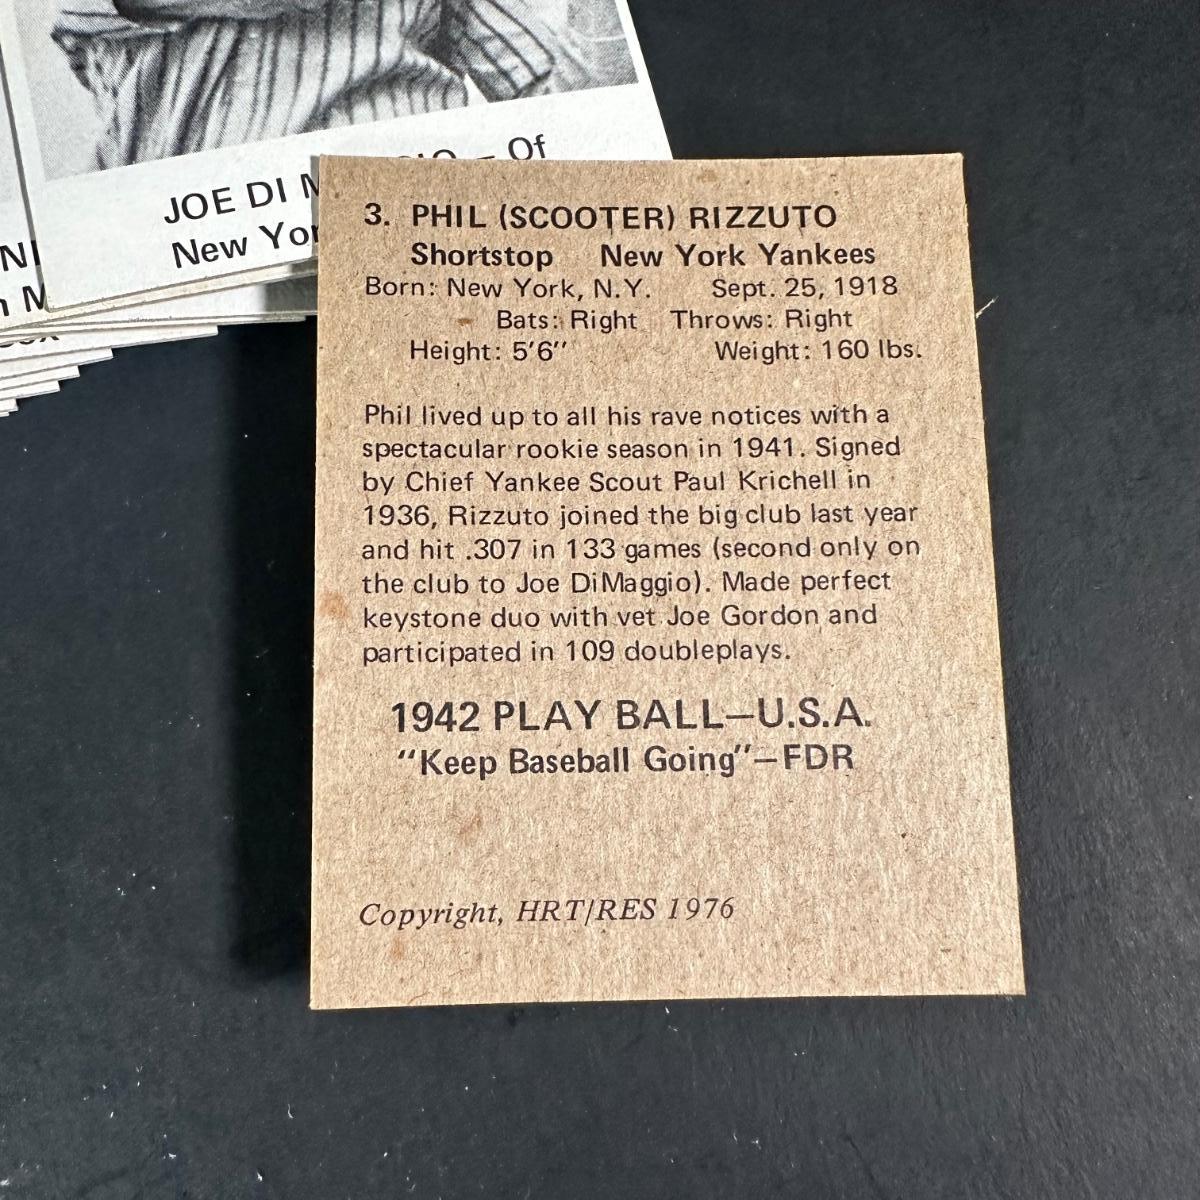 JOE DI M
– Of
New Yor
NI
n M
3. PHIL (SCOOTER) RIZZUTO
Shortstop New York Yankees
Born: New York, N.Y. Sept. 25, 1918
Bats: Right Throws: Right
Height: 5'6" Weight: 160 lbs.
Phil lived up to all his rave notices with a
spectacular rookie season in 1941. Signed
by Chief Yankee Scout Paul Krichell in
1936, Rizzuto joined the big club last year
and hit .307 in 133 games (second only on
the club to Joe DiMaggio). Made perfect
keystone duo with vet Joe Gordon and
participated in 109 doubleplays.
1942 PLAY BALL—U.S.A.
"Keep Baseball Going"—FDR
Copyright, HRT/RES 1976